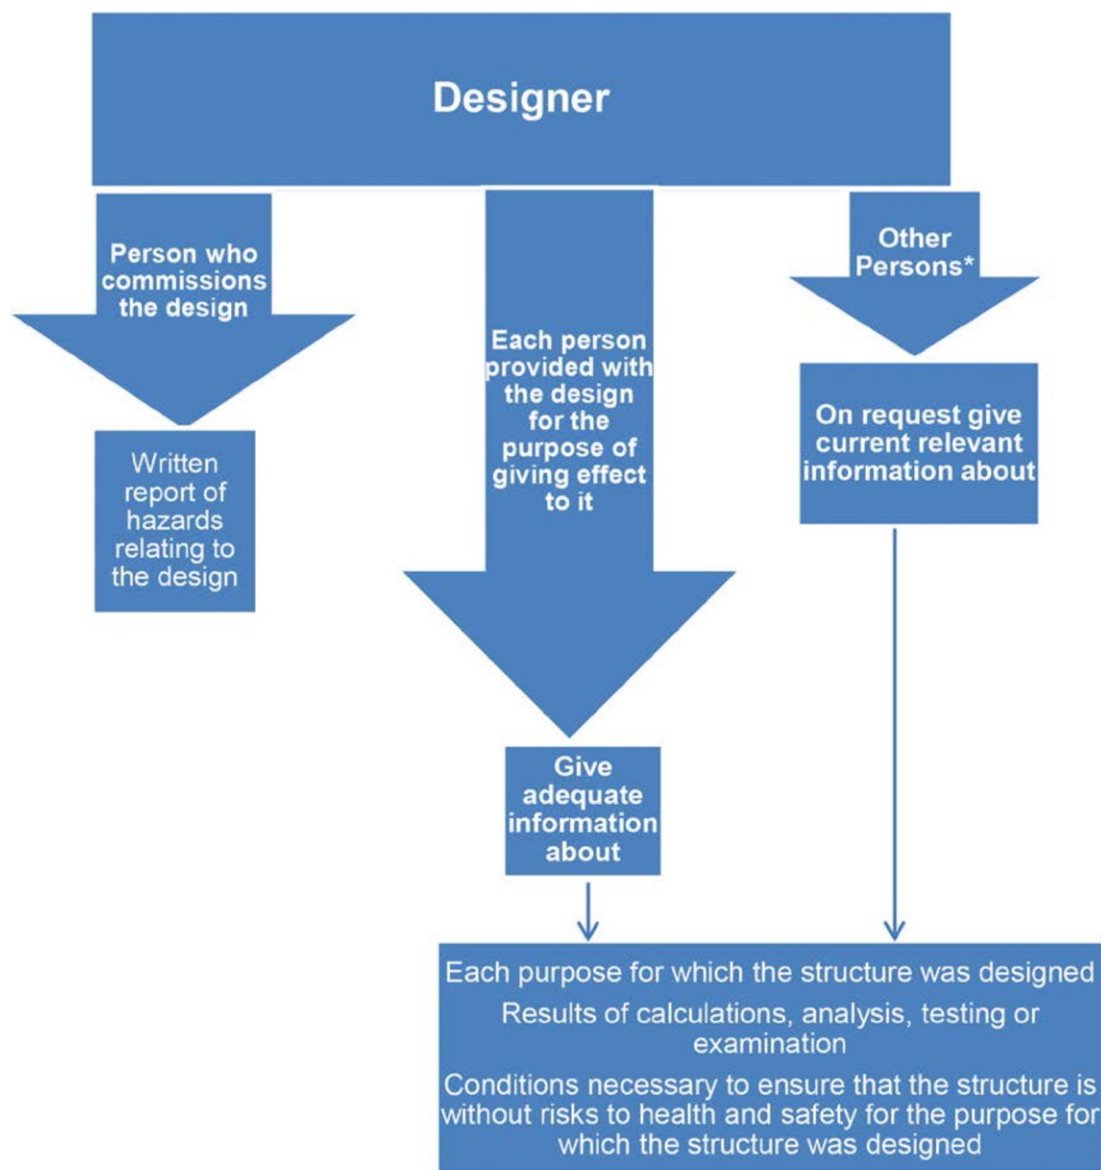 Designer
Person who
commissions
the design
Written
report of
hazards
relating to
the design
Each person
provided with
the design
for the
purpose of
giving effect
to it
Give
adequate
information
about
Other
Persons*
On request give
current relevant
information about
Each purpose for which the structure was designed
Results of calculations, analysis, testing or
examination
Conditions necessary to ensure that the structure is
without risks to health and safety for the purpose for
which the structure was designed